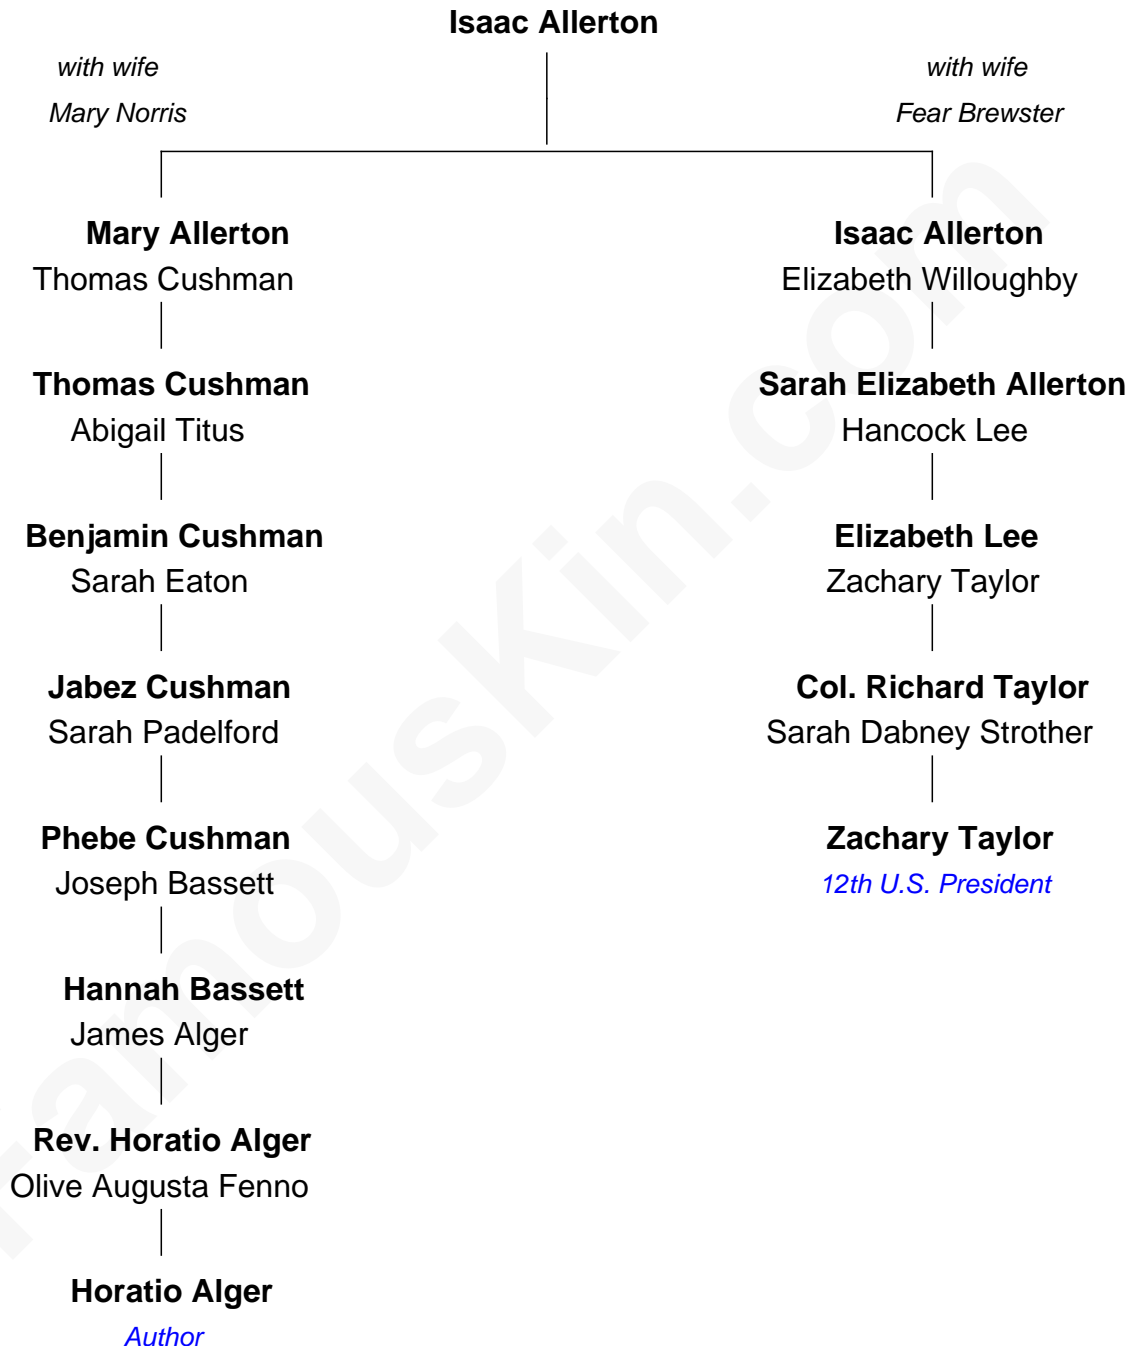 Isaac Allerton
with wife
Mary Norris
with wife
Fear Brewster
Mary Allerton
Thomas Cushman
Thomas Cushman
Abigail Titus
Benjamin Cushman
Sarah Eaton
Jabez Cushman
Sarah Padelford
Phebe Cushman
Joseph Bassett
Hannah Bassett
James Alger
Rev. Horatio Alger
Olive Augusta Fenno
Horatio Alger
Author
Isaac Allerton
Elizabeth Willoughby
Sarah Elizabeth Allerton
Hancock Lee
Elizabeth Lee
Zachary Taylor
Col. Richard Taylor
Sarah Dabney Strother
Zachary Taylor
12th U.S. President
FamousKin.com